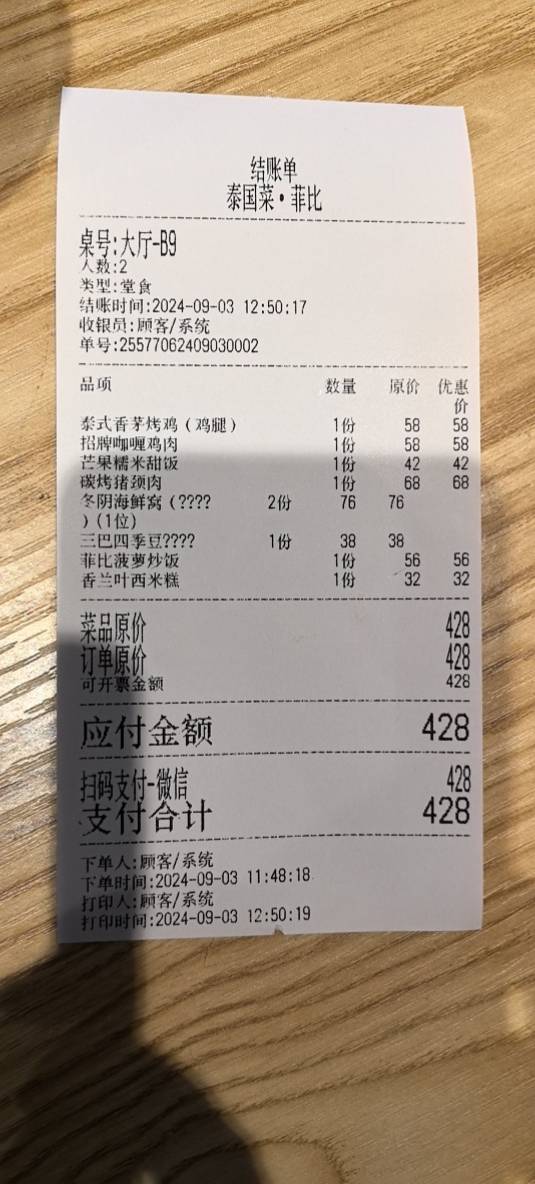 结账单
泰国菜·菲比
桌号:大厅-B9
人数:2
类型:堂食
结账时间:2024-09-03 12:50:17
收银员:顾客/系统
单号:25577062409030002
品项 数量 原价 优惠价
泰式香茅烤鸡(鸡腿) 1份 58 58
招牌咖喱鸡肉 1份 58 58
芒果糯米甜饭 1份 42 42
碳烤猪颈肉 1份 68 68
冬阴海鲜窝(???? 2份 76 76
)(1位)
三巴四季豆???? 1份 38 38
菲比菠萝炒饭 1份 56 56
香兰叶西米糕 1份 32 32
菜品原价 428
订单原价 428
可开票金额 428
应付金额 428
扫码支付-微信 428
支付合计 428
下单人:顾客/系统
下单时间:2024-09-03 11:48:18
打印人:顾客/系统
打印时间:2024-09-03 12:50:19